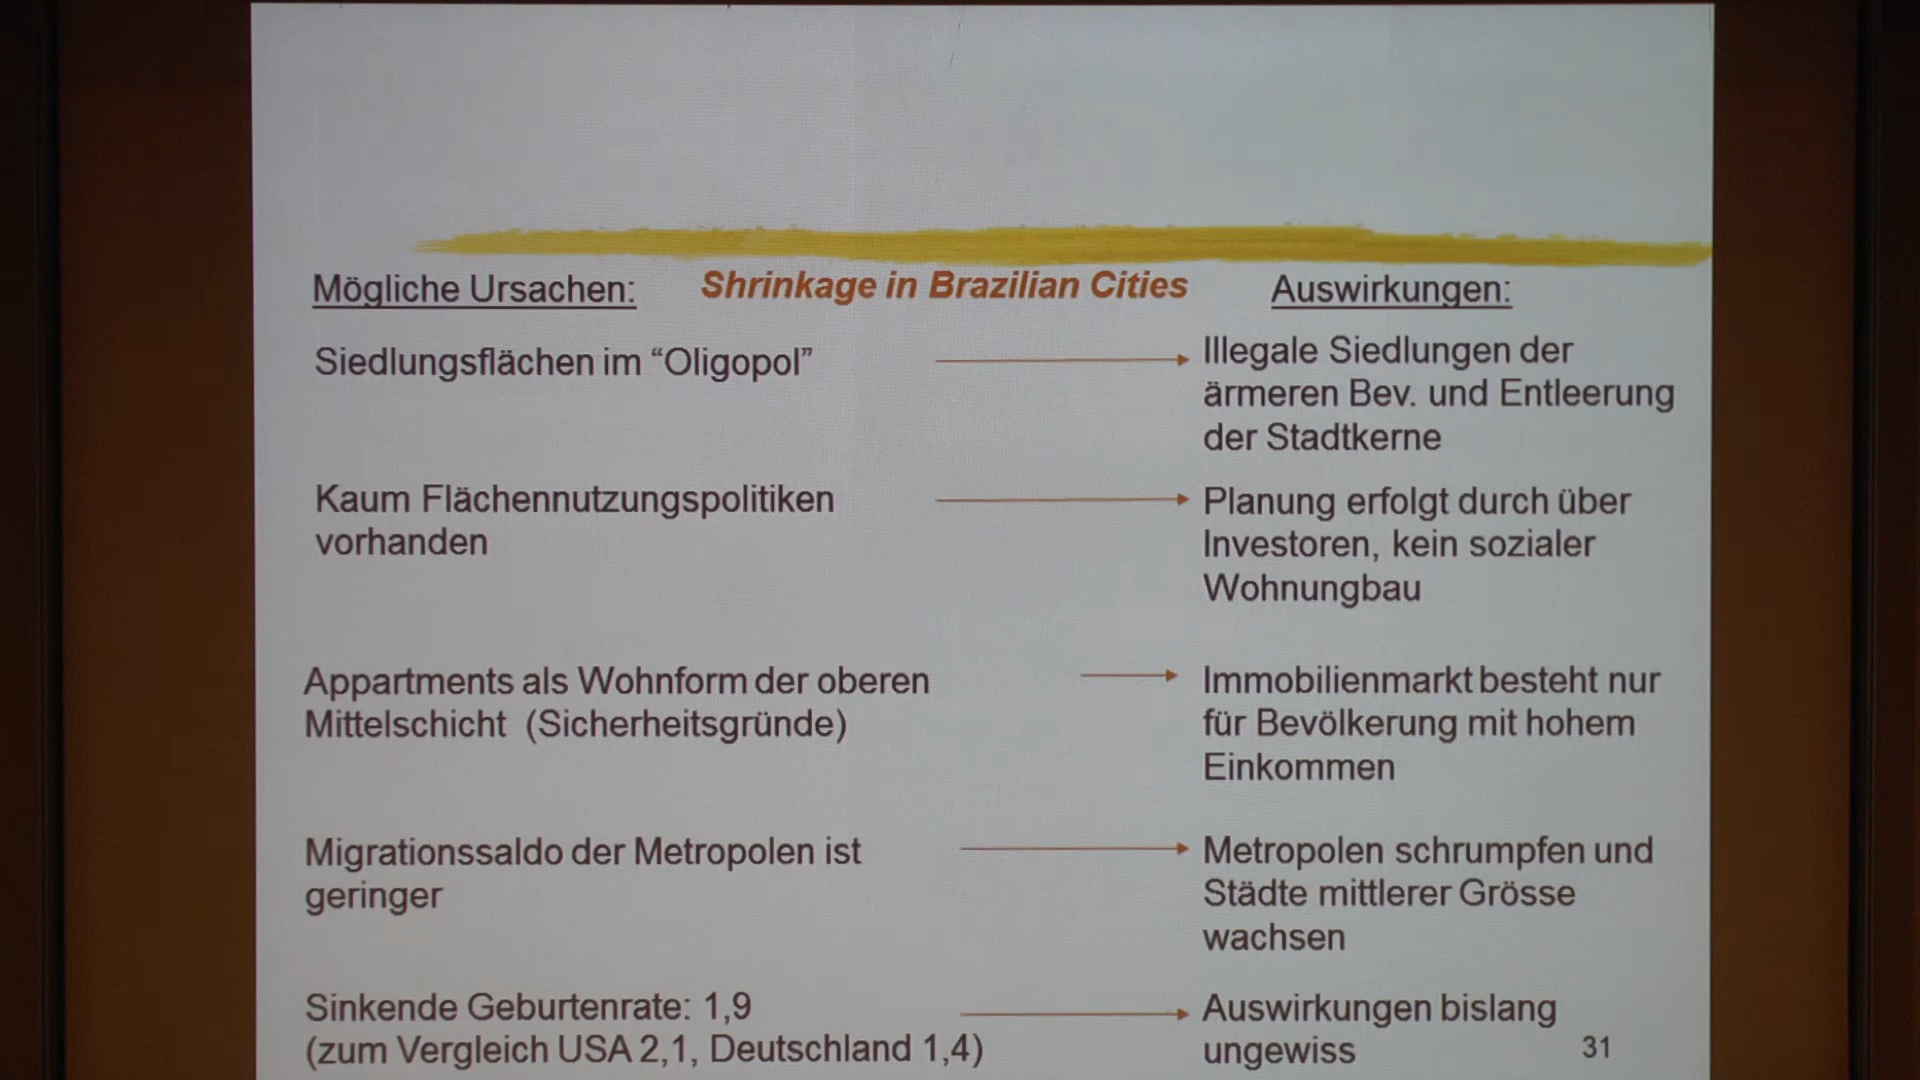 Mögliche Ursachen: Shrinkage in Brazilian Cities Auswirkungen:
Siedlungsflächen im “Oligopol”
Illegale Siedlungen der
ärmeren Bev. und Entleerung
der Stadtkerne
Kaum Flächennutzungspolitiken
vorhanden
Planung erfolgt durch über
Investoren, kein sozialer
Wohnungbau
Appartments als Wohnform der oberen
Mittelschicht (Sicherheitsgründe)
Immobilienmarkt besteht nur
für Bevölkerung mit hohem
Einkommen
Migrationssaldo der Metropolen ist
geringer
Metropolen schrumpfen und
Städte mittlerer Grösse
wachsen
Sinkende Geburtenrate: 1,9
(zum Vergleich USA 2,1, Deutschland 1,4)
Auswirkungen bislang
ungewiss
31